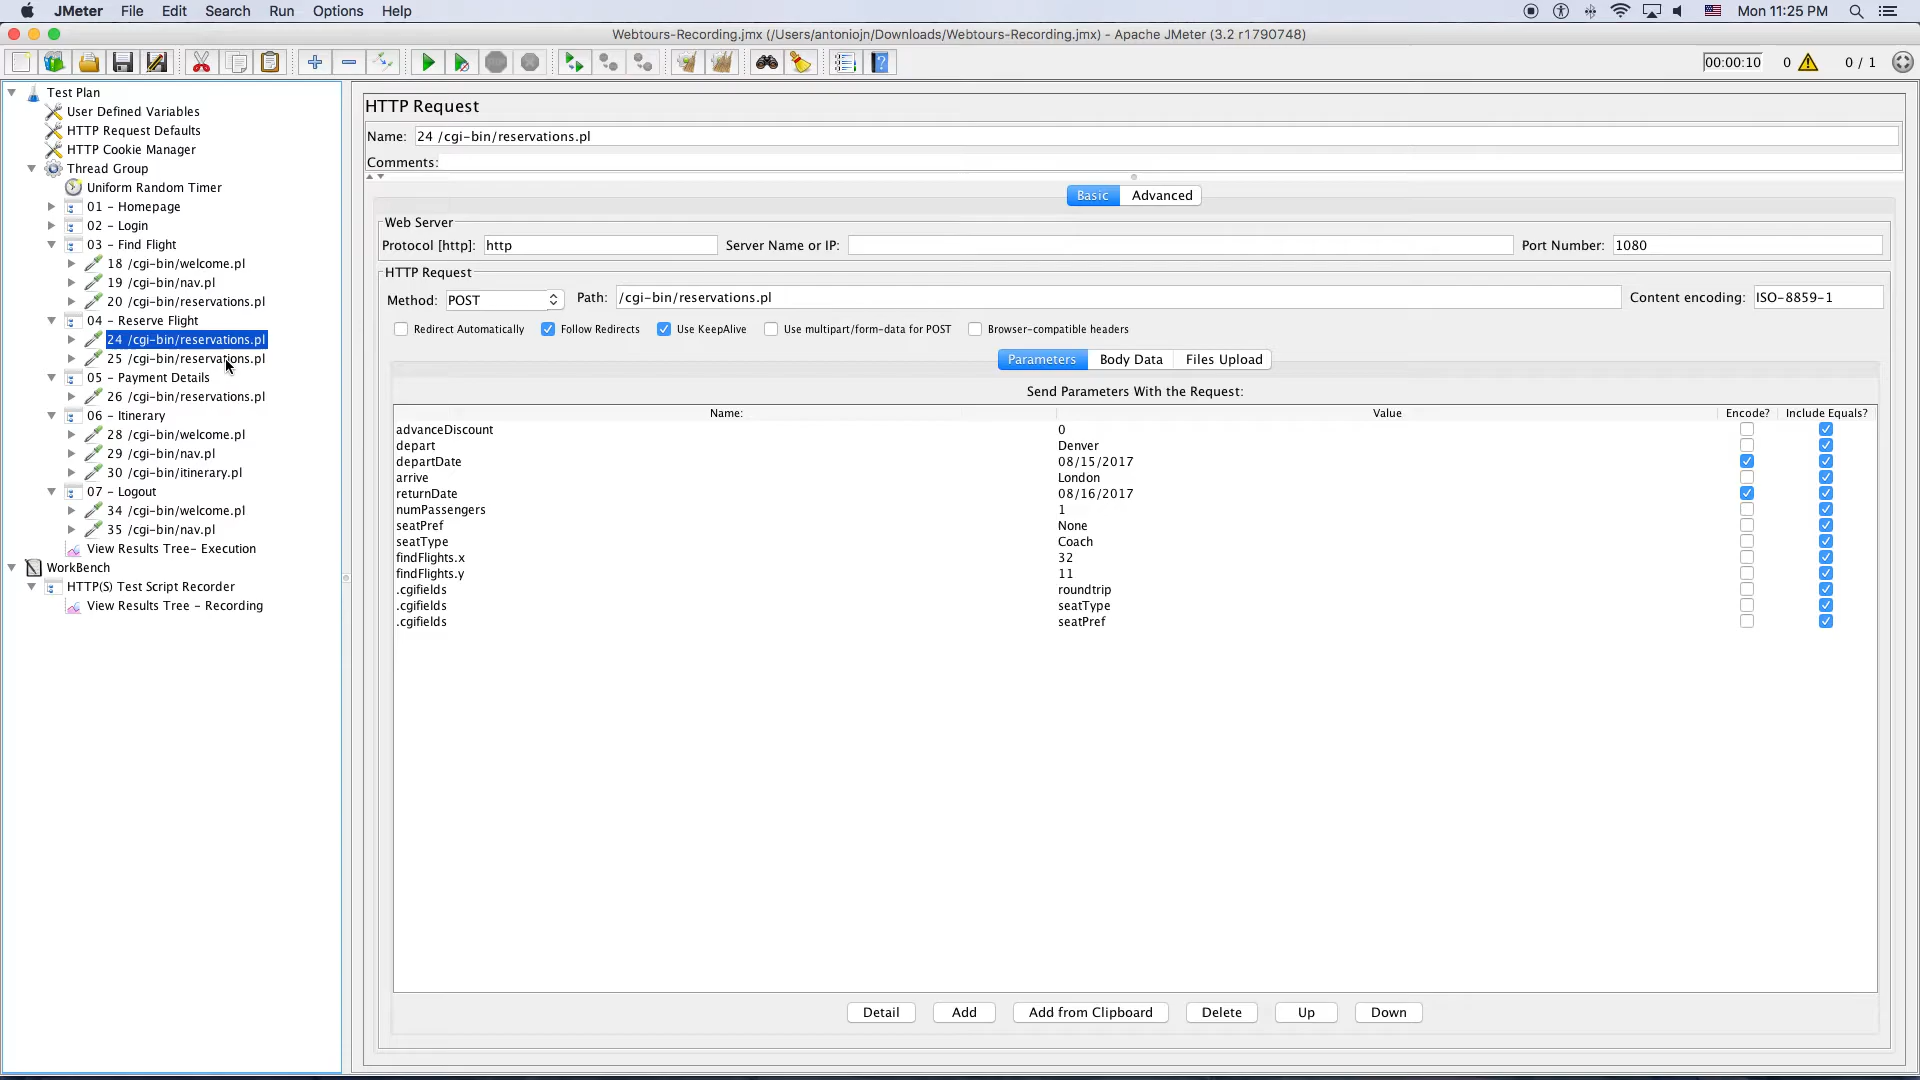 JMeter File Edit Search Run Options Help Mon 11:25 PM
Webtours-Recording.jmx (/Users/antoniojn/Downloads/Webtours-Recording.jmx) - Apache JMeter (3.2 r1790748)
00:00:10 0 0 / 1
Test Plan
User Defined Variables
HTTP Request Defaults
HTTP Cookie Manager
Thread Group
Uniform Random Timer
01 - Homepage
02 - Login
03 - Find Flight
18 /cgi-bin/welcome.pl
19 /cgi-bin/nav.pl
20 /cgi-bin/reservations.pl
04 - Reserve Flight
24 /cgi-bin/reservations.pl
25 /cgi-bin/reservations.pl
05 - Payment Details
26 /cgi-bin/reservations.pl
06 - Itinerary
28 /cgi-bin/welcome.pl
29 /cgi-bin/nav.pl
30 /cgi-bin/itinerary.pl
07 - Logout
34 /cgi-bin/welcome.pl
35 /cgi-bin/nav.pl
View Results Tree- Execution
WorkBench
HTTP(S) Test Script Recorder
View Results Tree - Recording
HTTP Request
Name: 24 /cgi-bin/reservations.pl
Comments:
Basic Advanced
Web Server
Protocol [http]: http Server Name or IP: Port Number: 1080
HTTP Request
Method: POST Path: /cgi-bin/reservations.pl Content encoding: ISO-8859-1
Redirect Automatically Follow Redirects Use KeepAlive Use multipart/form-data for POST Browser-compatible headers
Parameters Body Data Files Upload
Send Parameters With the Request:
Name: Value Encode? Include Equals?
advanceDiscount 0
depart Denver
departDate 08/15/2017
arrive London
returnDate 08/16/2017
numPassengers 1
seatPref None
seatType Coach
findFlights.x 32
findFlights.y 11
.cgifields roundtrip
.cgifields seatType
.cgifields seatPref
Detail Add Add from Clipboard Delete Up Down